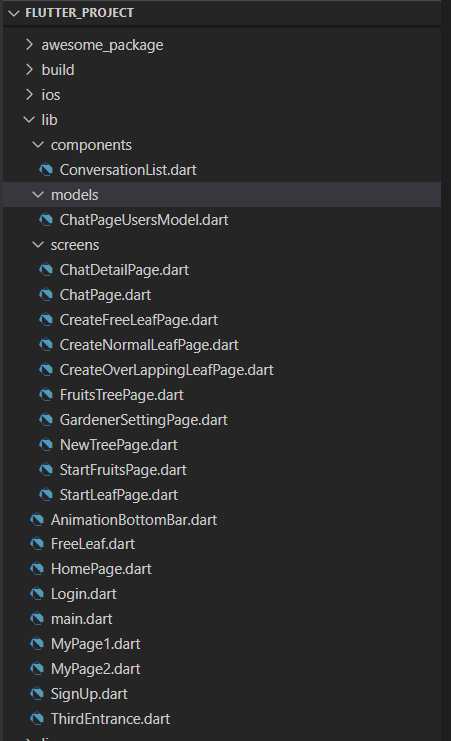 FLUTTER_PROJECT
awesome_package
build
ios
lib
components
ConversationList.dart
models
ChatPageUsersModel.dart
screens
ChatDetailPage.dart
ChatPage.dart
CreateFreeLeafPage.dart
CreateNormalLeafPage.dart
CreateOverLappingLeafPage.dart
FruitsTreePage.dart
GardenerSettingPage.dart
NewTreePage.dart
StartFruitsPage.dart
StartLeafPage.dart
AnimationBottomBar.dart
FreeLeaf.dart
HomePage.dart
Login.dart
main.dart
MyPage1.dart
MyPage2.dart
SignUp.dart
ThirdEntrance.dart